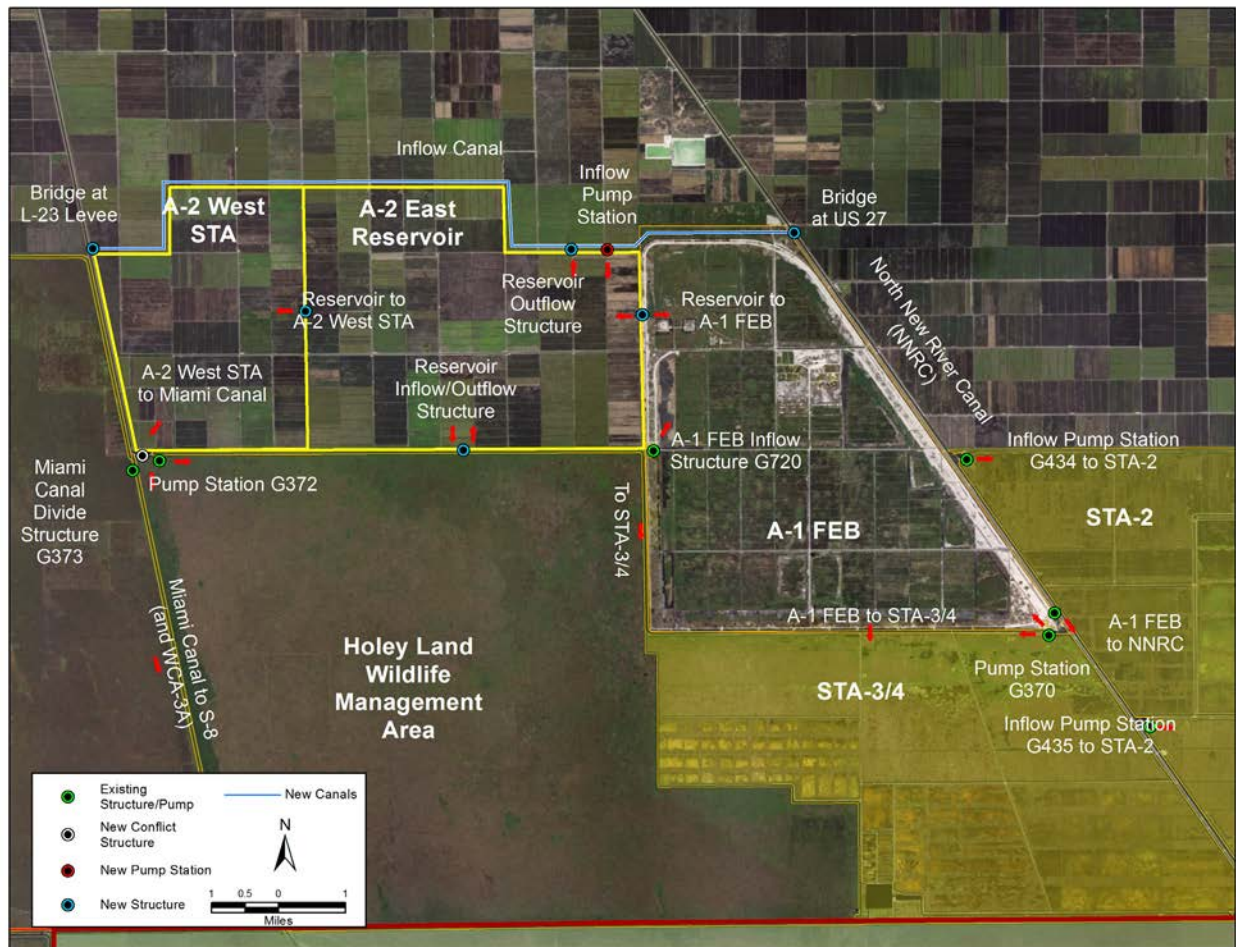 Inflow Canal
Inflow
Pump
Station
Bridge at
L-23 Levee
A-2 West
STA
A-2 East
Reservoir
Bridge
at US 27
Reservoir
Outflow
Structure
Reservoir to
A-2 West STA
Reservoir to
A-1 FEB
North New River Canal
(NNRC)
A-2 West STA
to Miami Canal
Reservoir
Inflow/Outflow
Structure
A-1 FEB Inflow
Structure G720
Inflow Pump Station
G434 to STA-2
Miami
Canal
Divide
Structure
G373
Pump Station G372
To STA-3/4
A-1 FEB
STA-2
Miami Canal to S-8
(and WCA-3A)
A-1 FEB to STA-3/4
A-1 FEB
to NNRC
Holey Land
Wildlife
Management
Area
Pump Station
G370
STA-3/4
Inflow Pump Station
G435 to STA-2
Existing
Structure/Pump
New Canals
New Conflict
Structure
N
New Pump Station
New Structure
1 0.5 0 1
Miles